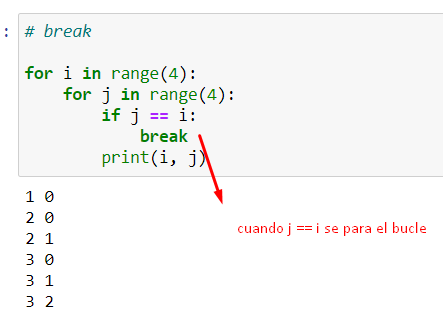 : # break
for i in range(4):
    for j in range(4):
        if j == i:
            break
        print(i, j)
1 0
2 0
2 1
3 0
3 1
3 2
cuando j == i se para el bucle